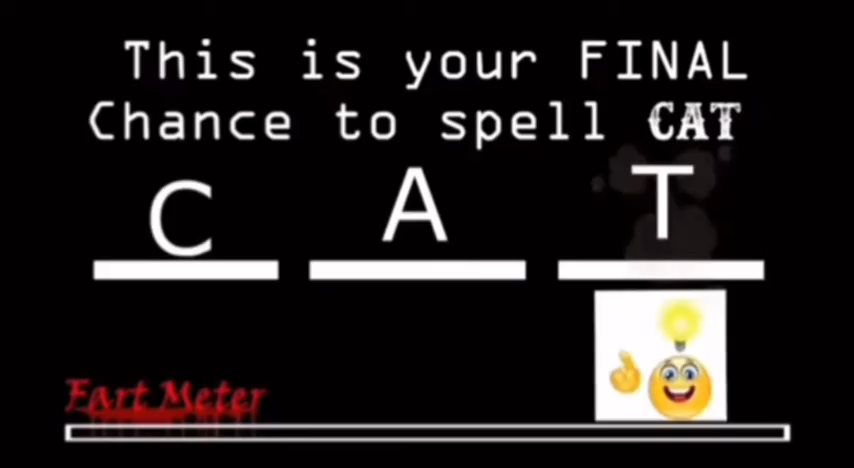 This is your FINAL
Chance to spell CAT
C A T
Fart Meter